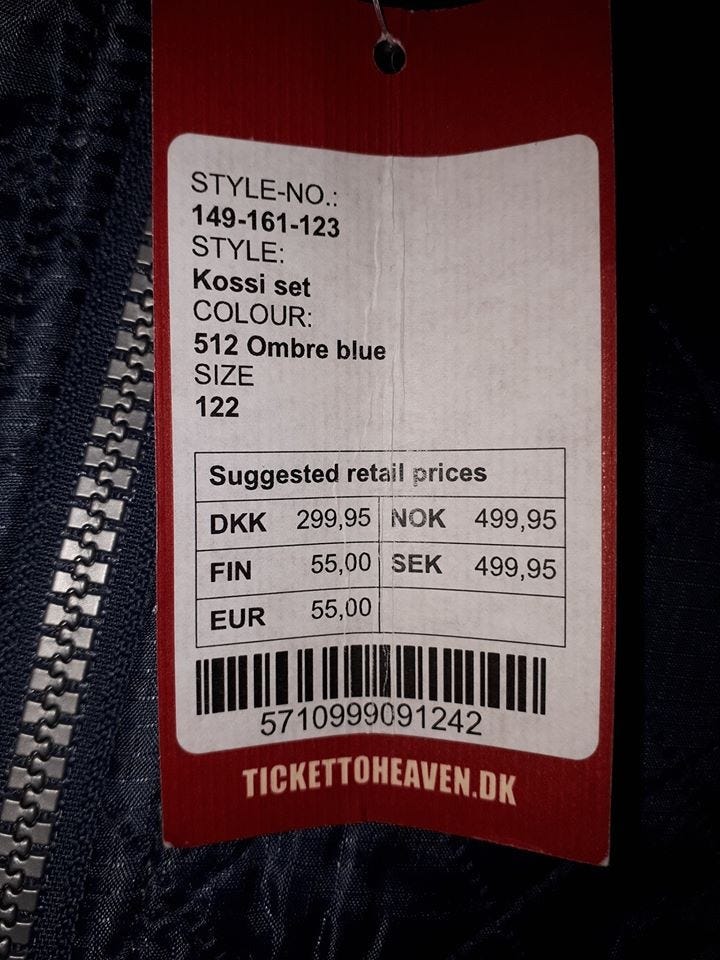 STYLE-NO.:
149-161-123
STYLE:
Kossi set
COLOUR:
512 Ombre blue
SIZE
122
Suggested retail prices
DKK 299,95 NOK 499,95
FIN 55,00 SEK 499,95
EUR 55,00
5710999091242
TICKETTOHEAVEN.DK